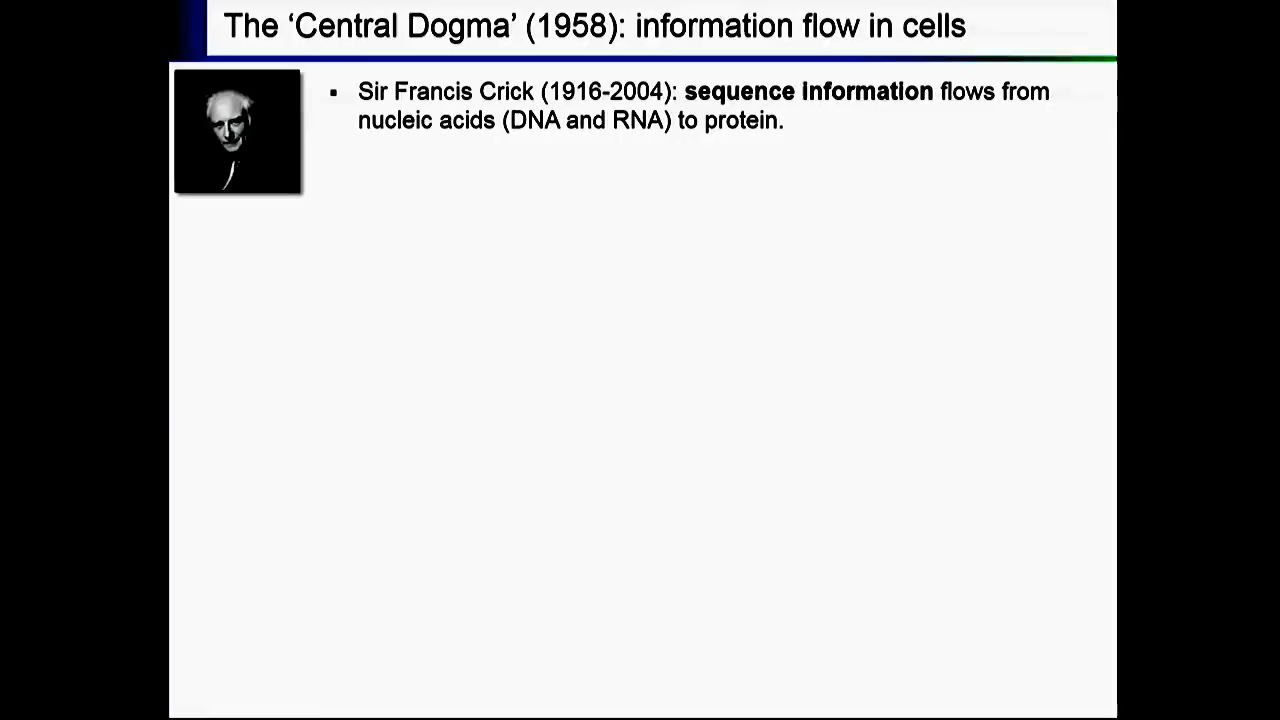 The ‘Central Dogma’ (1958): information flow in cells
▪ Sir Francis Crick (1916-2004): sequence information flows from
nucleic acids (DNA and RNA) to protein.